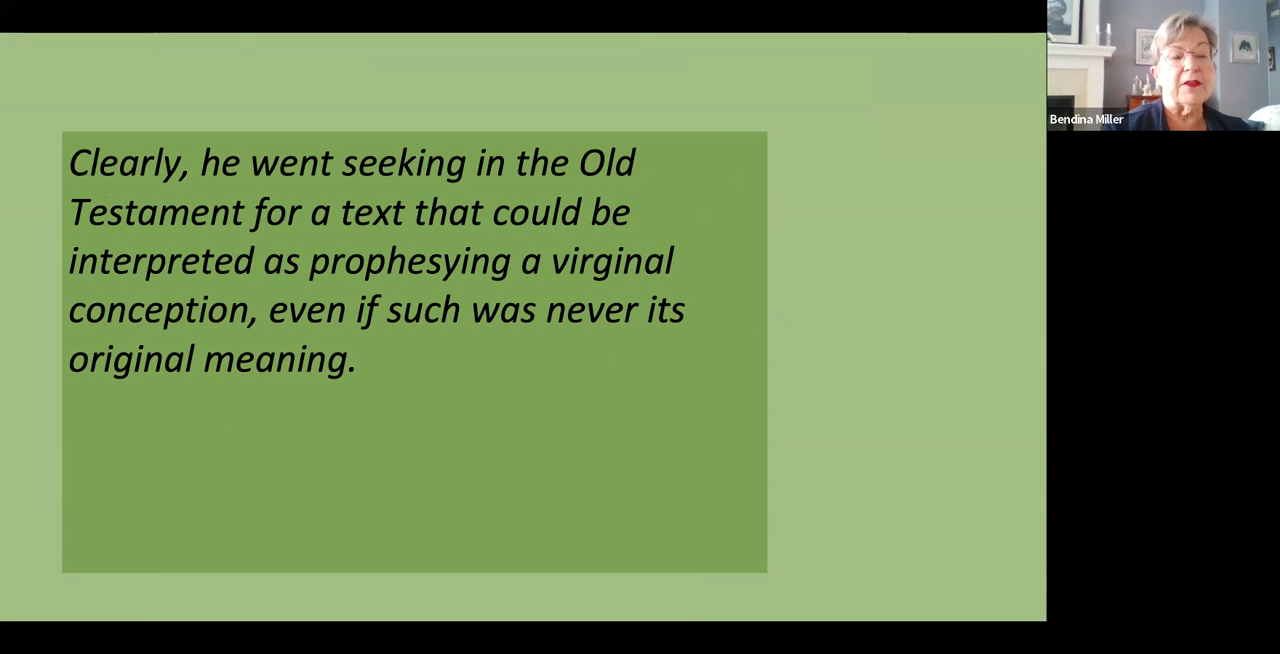 Clearly, he went seeking in the Old
Testament for a text that could be
interpreted as prophesying a virginal
conception, even if such was never its
original meaning.
Bendina Miller